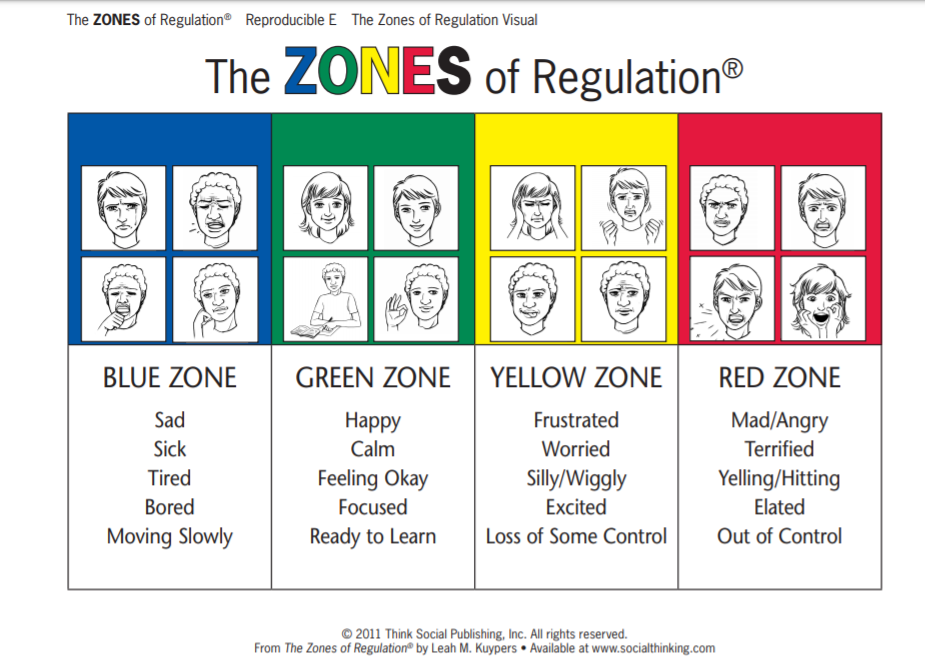 The ZONES of Regulation® Reproducible E The Zones of Regulation Visual
The ZONES of Regulation®
BLUE ZONE
Sad
Sick
Tired
Bored
Moving Slowly
GREEN ZONE
Happy
Calm
Feeling Okay
Focused
Ready to Learn
YELLOW ZONE
Frustrated
Worried
Silly/Wiggly
Excited
Loss of Some Control
RED ZONE
Mad/Angry
Terrified
Yelling/Hitting
Elated
Out of Control
© 2011 Think Social Publishing, Inc. All rights reserved.
From The Zones of Regulation® by Leah M. Kuypers • Available at www.socialthinking.com